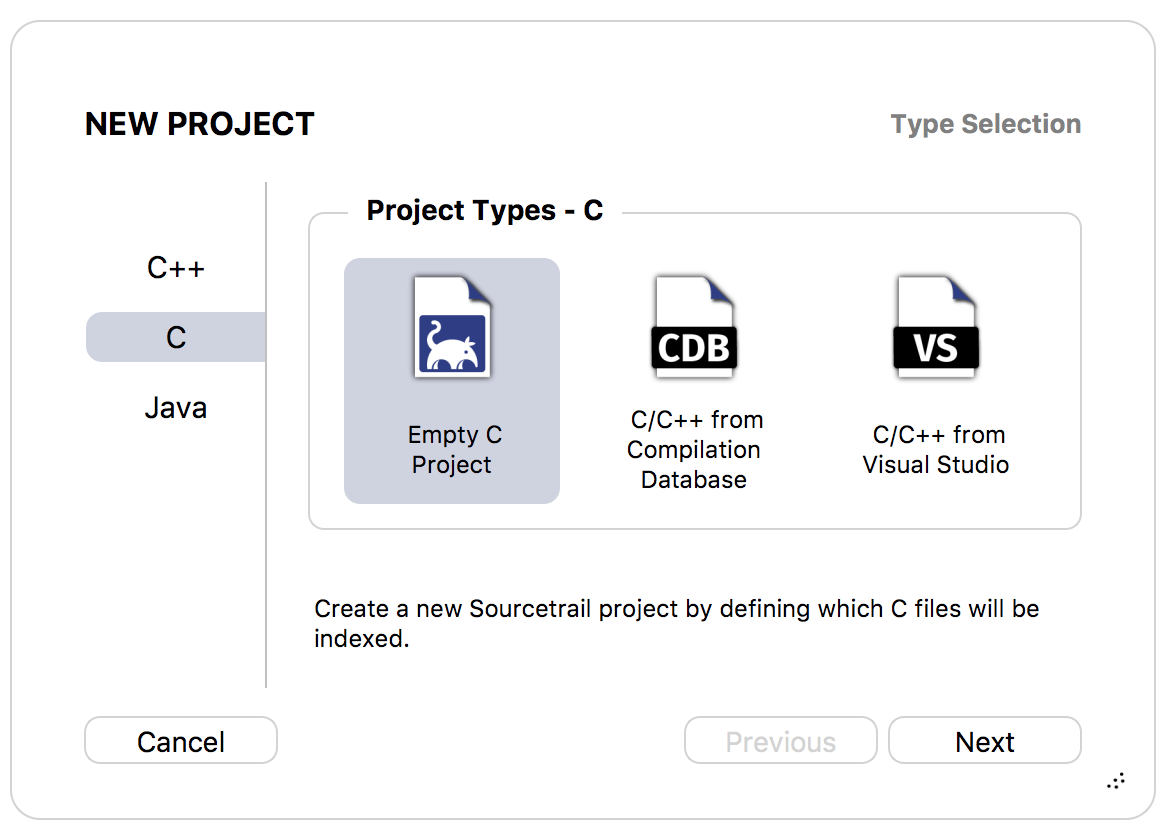 NEW PROJECT
Type Selection
C++
C
Java
Project Types - C
Empty C
Project
CDB
C/C++ from
Compilation
Database
VS
C/C++ from
Visual Studio
Create a new Sourcetrail project by defining which C files will be
indexed.
Cancel
Previous
Next